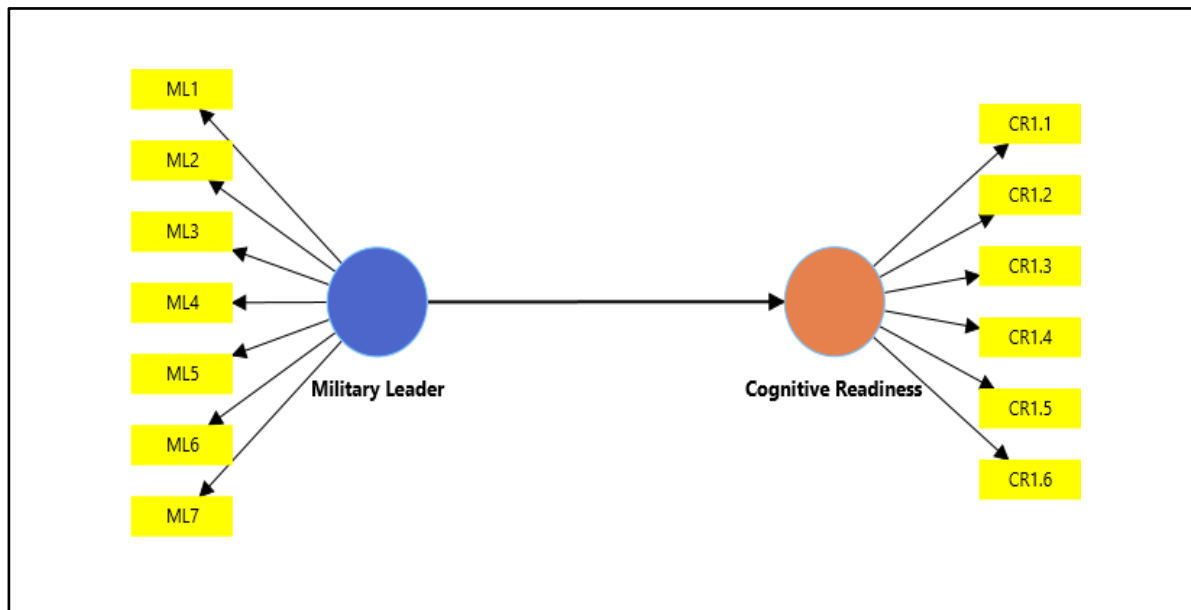 ML1
ML2
ML3
ML4
ML5
ML6
ML7
Military Leader
Cognitive Readiness
CR1.1
CR1.2
CR1.3
CR1.4
CR1.5
CR1.6